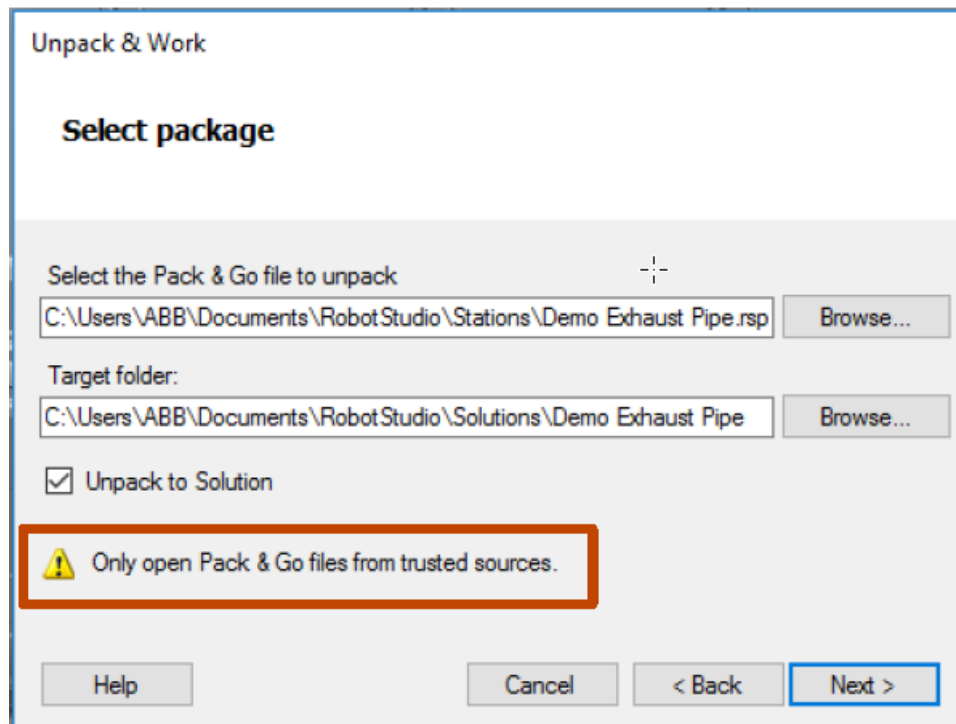 Unpack & Work
Select package
Select the Pack & Go file to unpack
C:\Users\ABB\Documents\RobotStudio\Stations\Demo Exhaust Pipe.rsp
Browse...
Target folder:
C:\Users\ABB\Documents\RobotStudio\Solutions\Demo Exhaust Pipe
Browse...
Unpack to Solution
Only open Pack & Go files from trusted sources.
Help
Cancel
< Back
Next >